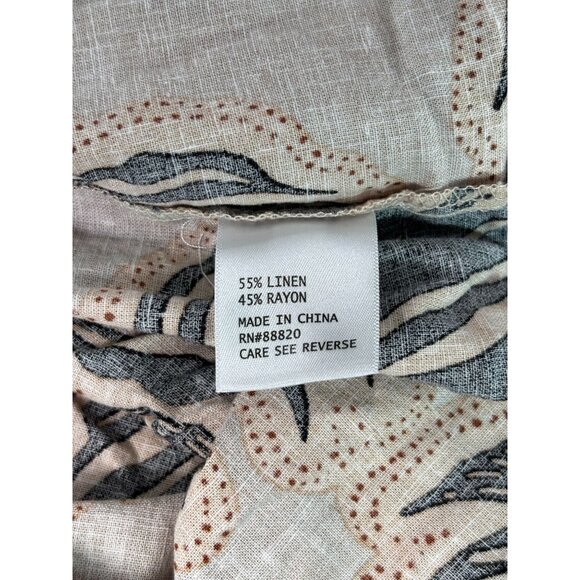 55% LINEN
45% RAYON
MADE IN CHINA
RN#88820
CARE SEE REVERSE